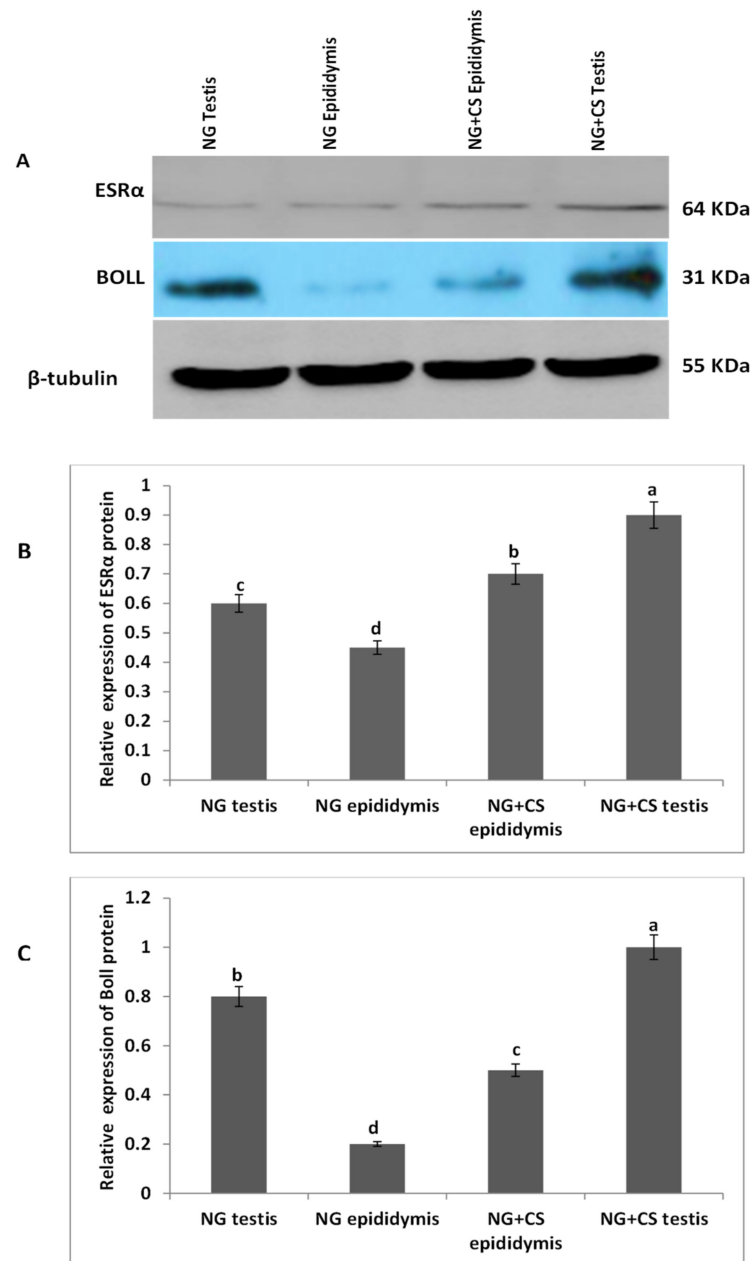 NG Testis
NG Epididymis
NG+CS Epididymis
NG+CS Testis
A
ESRα
64 KDa
BOLL
31 KDa
β-tubulin
55 KDa
B
Relative expression of ESRα protein
1
0.9
0.8
0.7
0.6
0.5
0.4
0.3
0.2
0.1
0
c
d
b
a
NG testis
NG epididymis
NG+CS
epididymis
NG+CS testis
C
Relative expression of Boll protein
1.2
1
0.8
0.6
0.4
0.2
0
b
d
c
a
NG testis
NG epididymis
NG+CS
epididymis
NG+CS testis